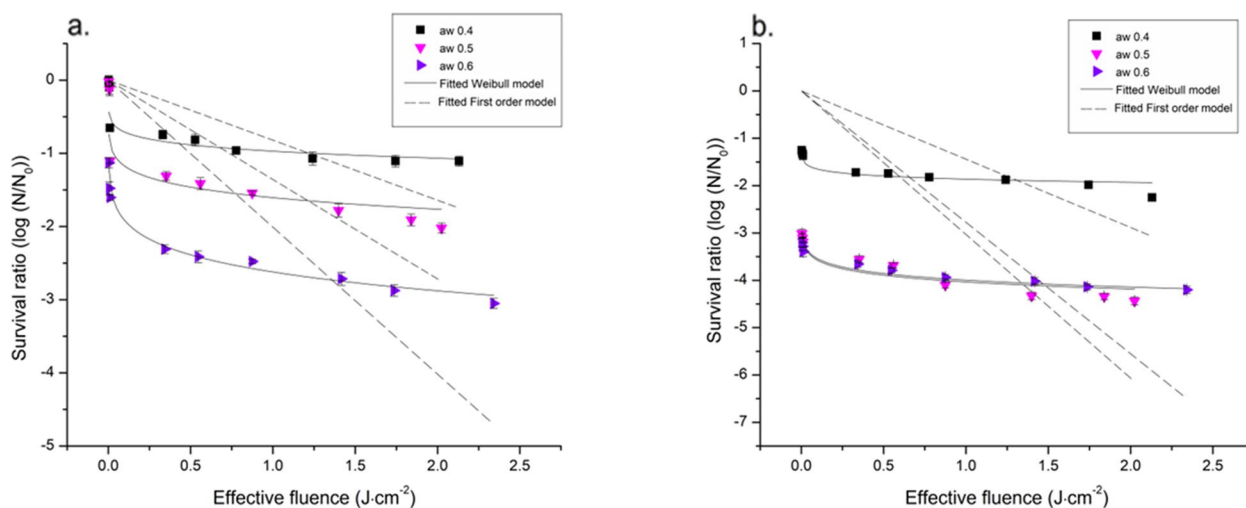 a.
aw 0.4
aw 0.5
aw 0.6
Fitted Weibull model
Fitted First order model
0
-1
-2
-3
-4
-5
Survival ratio (log (N/N₀))
0.0 0.5 1.0 1.5 2.0 2.5
Effective fluence (J·cm⁻²)
b.
aw 0.4
aw 0.5
aw 0.6
Fitted Weibull model
Fitted First order model
1
0
-1
-2
-3
-4
-5
-6
-7
Survival ratio (log (N/N₀))
0.0 0.5 1.0 1.5 2.0 2.5
Effective fluence (J·cm⁻²)